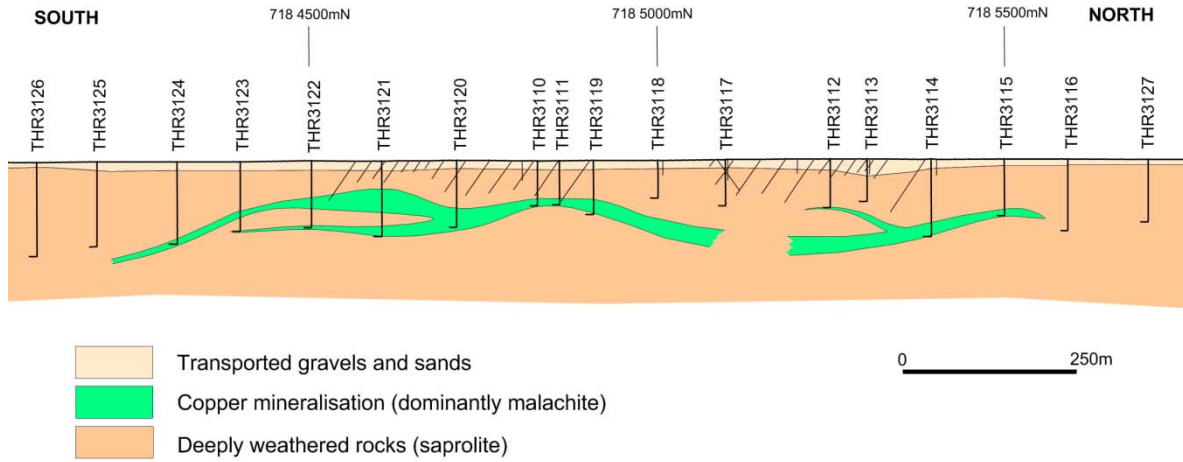 SOUTH
718 4500mN
718 5000mN
718 5500mN
NORTH
THR3126
THR3125
THR3124
THR3123
THR3122
THR3121
THR3120
THR3110
THR3111
THR3119
THR3118
THR3117
THR3112
THR3113
THR3114
THR3115
THR3116
THR3127
Transported gravels and sands
0
250m
Copper mineralisation (dominantly malachite)
Deeply weathered rocks (saprolite)